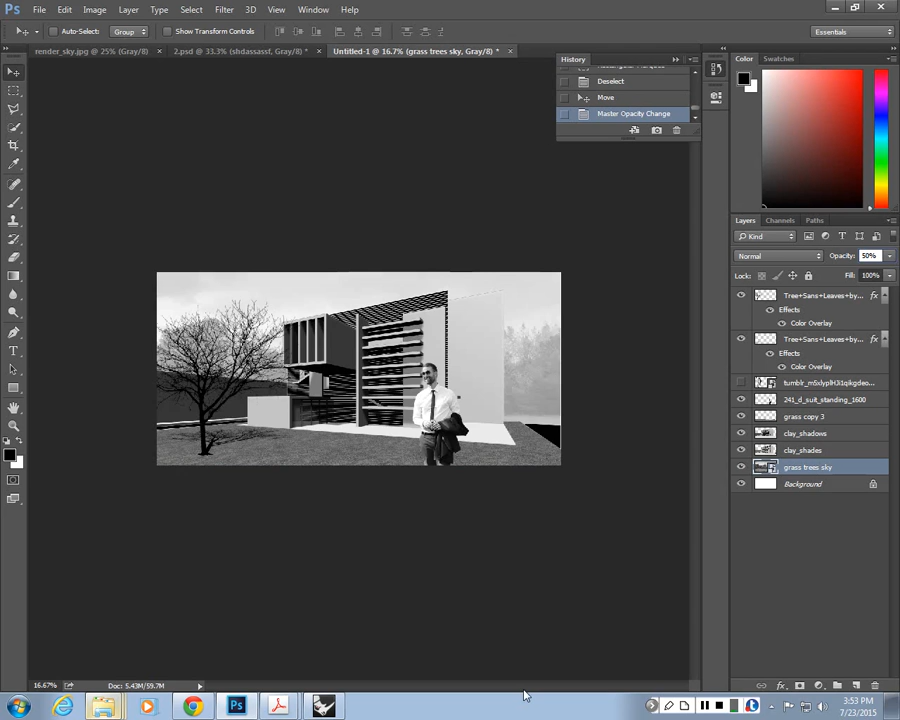 Ps File Edit Image Layer Type Select Filter 3D View Window Help
Auto-Select: Group Show Transform Controls Essentials
render_sky.jpg @ 25% (Gray/8) × 2.psd @ 33.3% (shdassassf, Gray/8) * × Untitled-1 @ 16.7% (grass trees sky, Gray/8) * ×
History
Rectangular Marquee
Deselect
Move
Master Opacity Change
Color Swatches
Layers Channels Paths
Kind
Normal Opacity: 50%
Lock: Fill: 100%
Tree+Sans+Leaves+by... fx
Effects
Color Overlay
Tree+Sans+Leaves+by... fx
Effects
Color Overlay
241_d_suit_standing_1600
grass copy 3
clay_shadows
clay_shades
grass trees sky
Background
16.67% Doc: 5.43M/59.7M
Ps
3:53 PM
7/23/2015